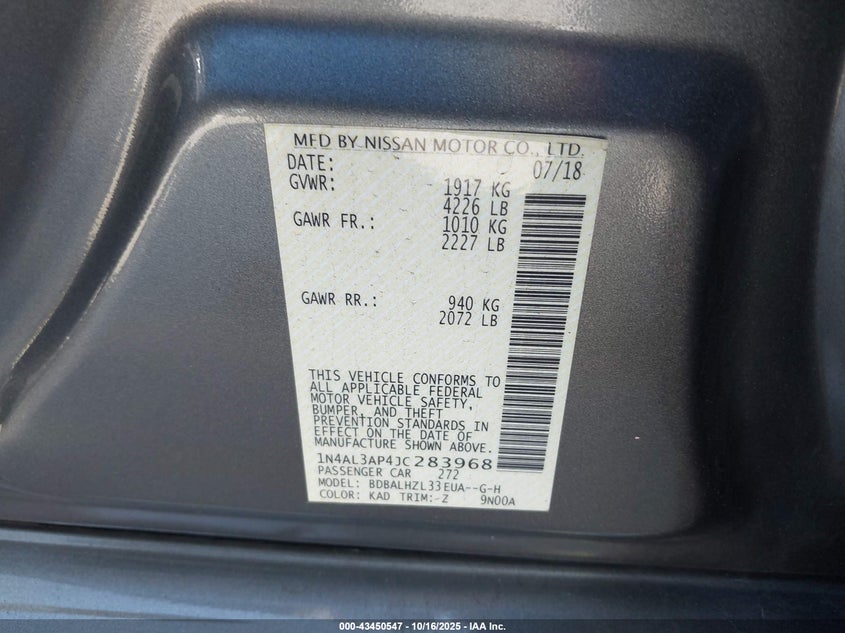 MFD BY NISSAN MOTOR CO., LTD.
DATE: 07/18
GVWR: 1917 KG
4226 LB
GAWR FR.: 1010 KG
2227 LB
GAWR RR.: 940 KG
2072 LB
THIS VEHICLE CONFORMS TO
ALL APPLICABLE FEDERAL
MOTOR VEHICLE SAFETY,
BUMPER, AND THEFT
PREVENTION STANDARDS IN
EFFECT ON THE DATE OF
MANUFACTURE SHOWN ABOVE.
1N4AL3AP4JC283968
PASSENGER CAR 272
MODEL: BDBALHZL33EUA--G-H
COLOR: KAD TRIM:-Z 9N00A
000-43450547 - 10/16/2025 - IAA Inc.